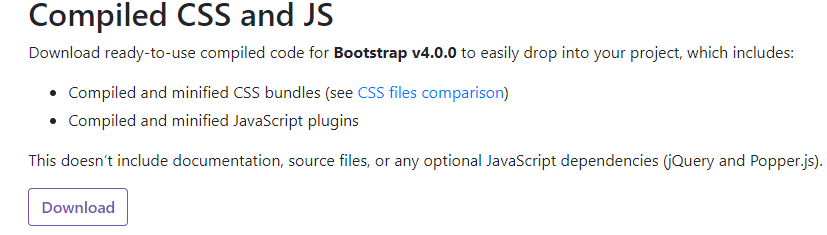 Compiled CSS and JS
Download ready-to-use compiled code for Bootstrap v4.0.0 to easily drop into your project, which includes:
• Compiled and minified CSS bundles (see CSS files comparison)
• Compiled and minified JavaScript plugins
This doesn’t include documentation, source files, or any optional JavaScript dependencies (jQuery and Popper.js).
Download